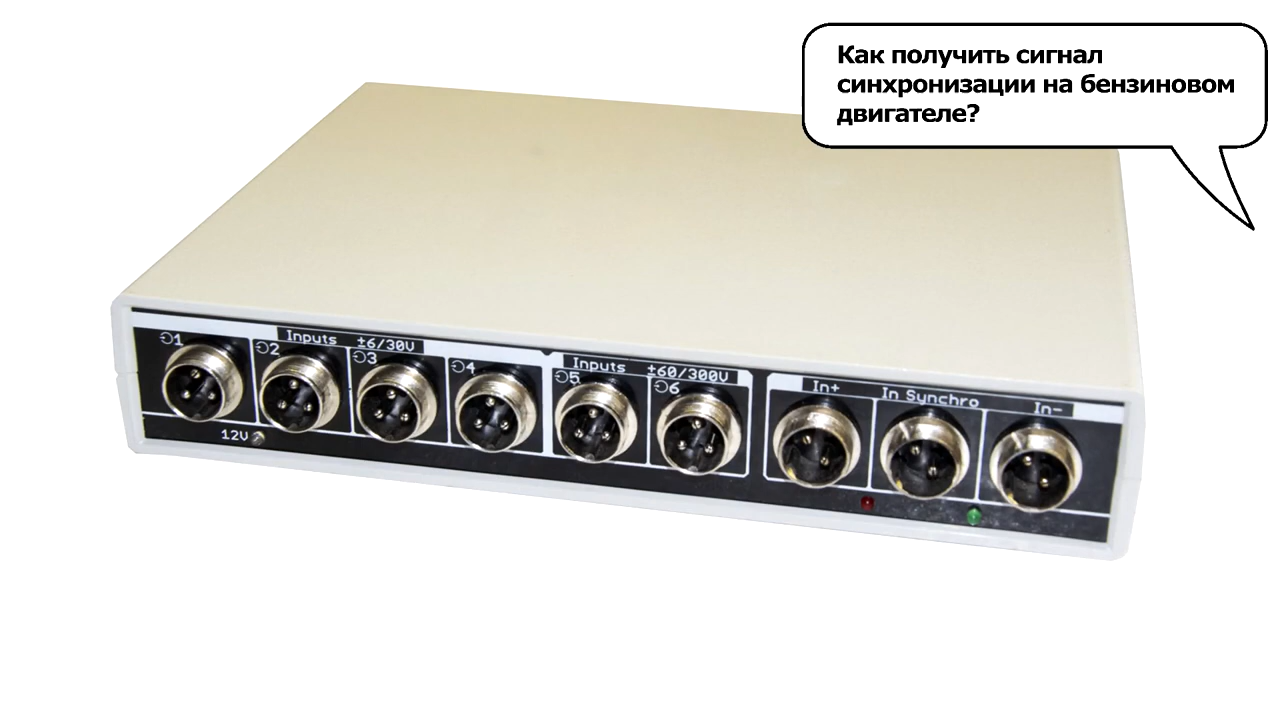 Как получить сигнал
синхронизации на бензиновом
двигателе?
1
2
3
4
5
6
Inputs ±6/30V
Inputs ±60/300V
In+
In Synchro
In-
12V